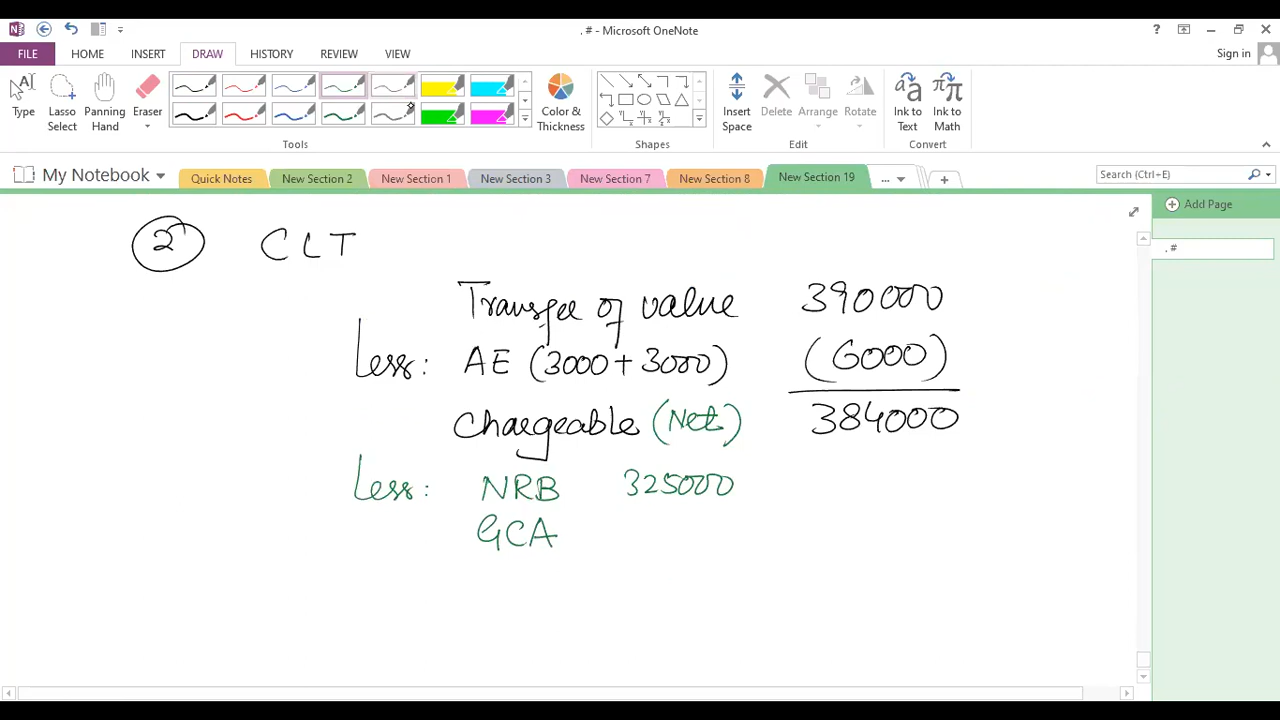 . # - Microsoft OneNote
?
FILE HOME INSERT DRAW HISTORY REVIEW VIEW
Sign in
Type
Lasso Select
Panning Hand
Eraser
Color & Thickness
Insert Space
Delete
Arrange
Rotate
Ink to Text
Ink to Math
Tools
Shapes
Edit
Convert
My Notebook
Quick Notes
New Section 2
New Section 1
New Section 3
New Section 7
New Section 8
New Section 19
...
Search (Ctrl+E)
Add Page
. #
2 CLT
Transfer of value 390000
Less: AE (3000 + 3000) (6000)
Chargeable (Net) 384000
Less: NRB 325000
GCA